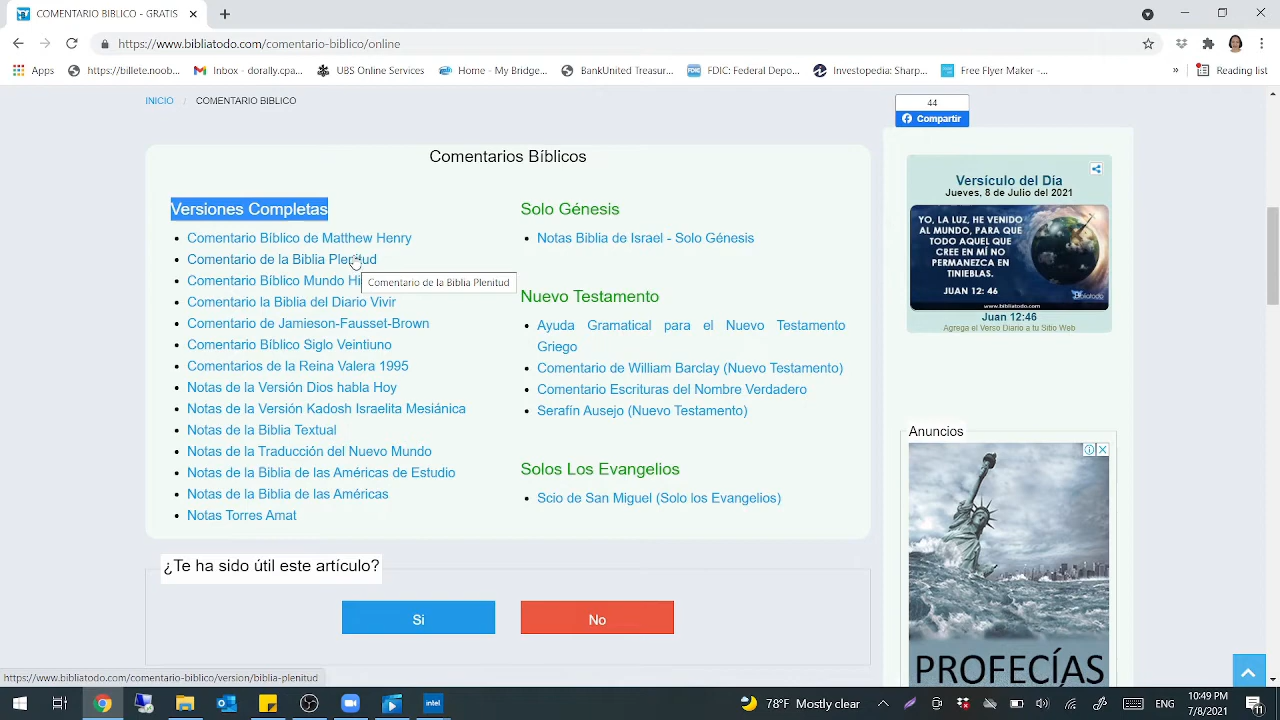 COMENTARIO BIBLICO - GRATIS
https://www.bibliatodo.com/comentario-biblico/online
Apps
https://billete.noob...
Inbox - lorally.cpa...
UBS Online Services
Home - My Bridge...
BankUnited Treasur...
FDIC: Federal Depo...
Investopedia: Sharp...
Free Flyer Maker -...
»
Reading list
INICIO / COMENTARIO BIBLICO
Comentarios Bíblicos
Versiones Completas
Comentario Bíblico de Matthew Henry
Comentario de la Biblia Plenitud
Comentario Bíblico Mundo Hi
Comentario de la Biblia Plenitud
Comentario la Biblia del Diario Vivir
Comentario de Jamieson-Fausset-Brown
Comentario Bíblico Siglo Veintiuno
Comentarios de la Reina Valera 1995
Notas de la Versión Dios habla Hoy
Notas de la Versión Kadosh Israelita Mesiánica
Notas de la Biblia Textual
Notas de la Traducción del Nuevo Mundo
Notas de la Biblia de las Américas de Estudio
Notas de la Biblia de las Américas
Notas Torres Amat
Solo Génesis
Notas Biblia de Israel - Solo Génesis
Nuevo Testamento
Ayuda Gramatical para el Nuevo Testamento
Griego
Comentario de William Barclay (Nuevo Testamento)
Comentario Escrituras del Nombre Verdadero
Serafín Ausejo (Nuevo Testamento)
Solos Los Evangelios
Scio de San Miguel (Solo los Evangelios)
¿Te ha sido útil este artículo?
Si
No
44
Compartir
Versículo del Día
Jueves, 8 de Julio del 2021
YO, LA LUZ, HE VENIDO
AL MUNDO, PARA QUE
TODO AQUEL QUE
CREE EN MÍ NO
PERMANEZCA EN
TINIEBLAS.
JUAN 12: 46
Bibliatodo
www.bibliatodo.com
Juan 12:46
Agrega el Verso Diario a tu Sitio Web
Anuncios
PROFECÍAS
https://www.bibliatodo.com/comentario-biblico/version/biblia-plenitud
intel
78°F Mostly clear
10:49 PM
7/8/2021